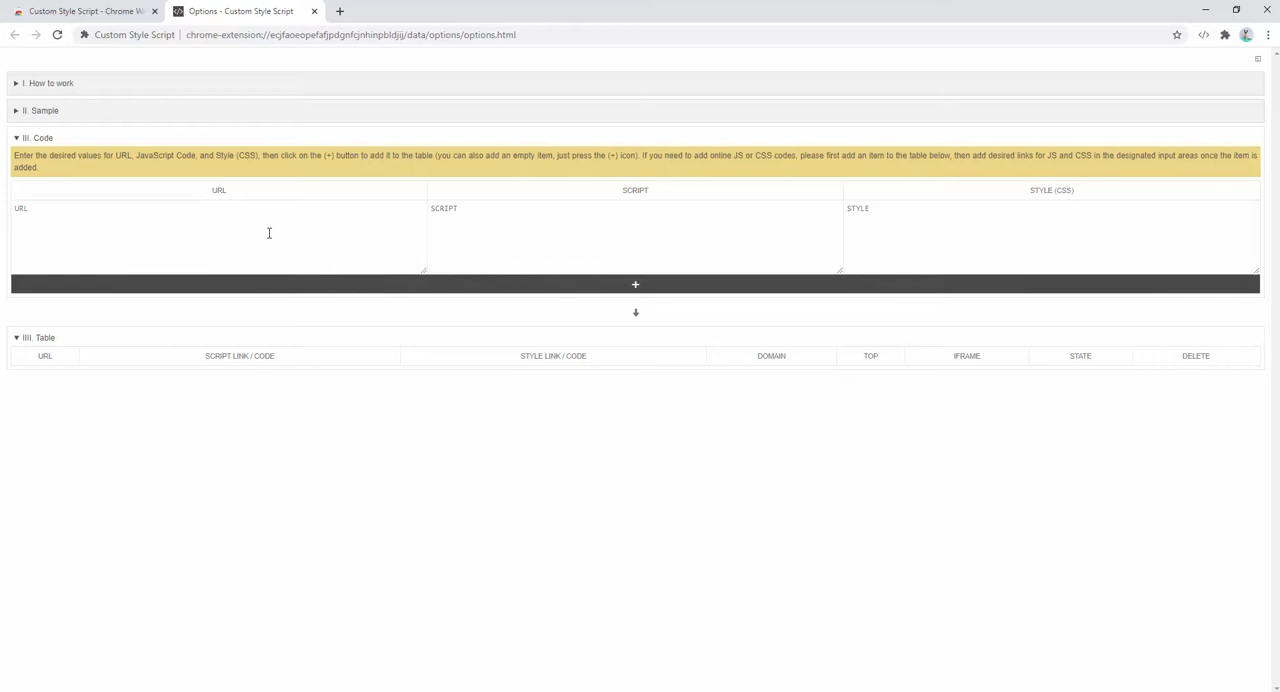 Custom Style Script - Chrome W
Options - Custom Style Script
Custom Style Script
chrome-extension://ecjfaoeopefafjpdgnfcjnhinpbldjij/data/options/options.html
I. How to work
II. Sample
III. Code
Enter the desired values for URL, JavaScript Code, and Style (CSS), then click on the (+) button to add it to the table (you can also add an empty item, just press the (+) icon). If you need to add online JS or CSS codes, please first add an item to the table below, then add desired links for JS and CSS in the designated input areas once the item is
added.
URL SCRIPT STYLE (CSS)
URL SCRIPT STYLE
+
IIII. Table
URL SCRIPT LINK / CODE STYLE LINK / CODE DOMAIN TOP IFRAME STATE DELETE